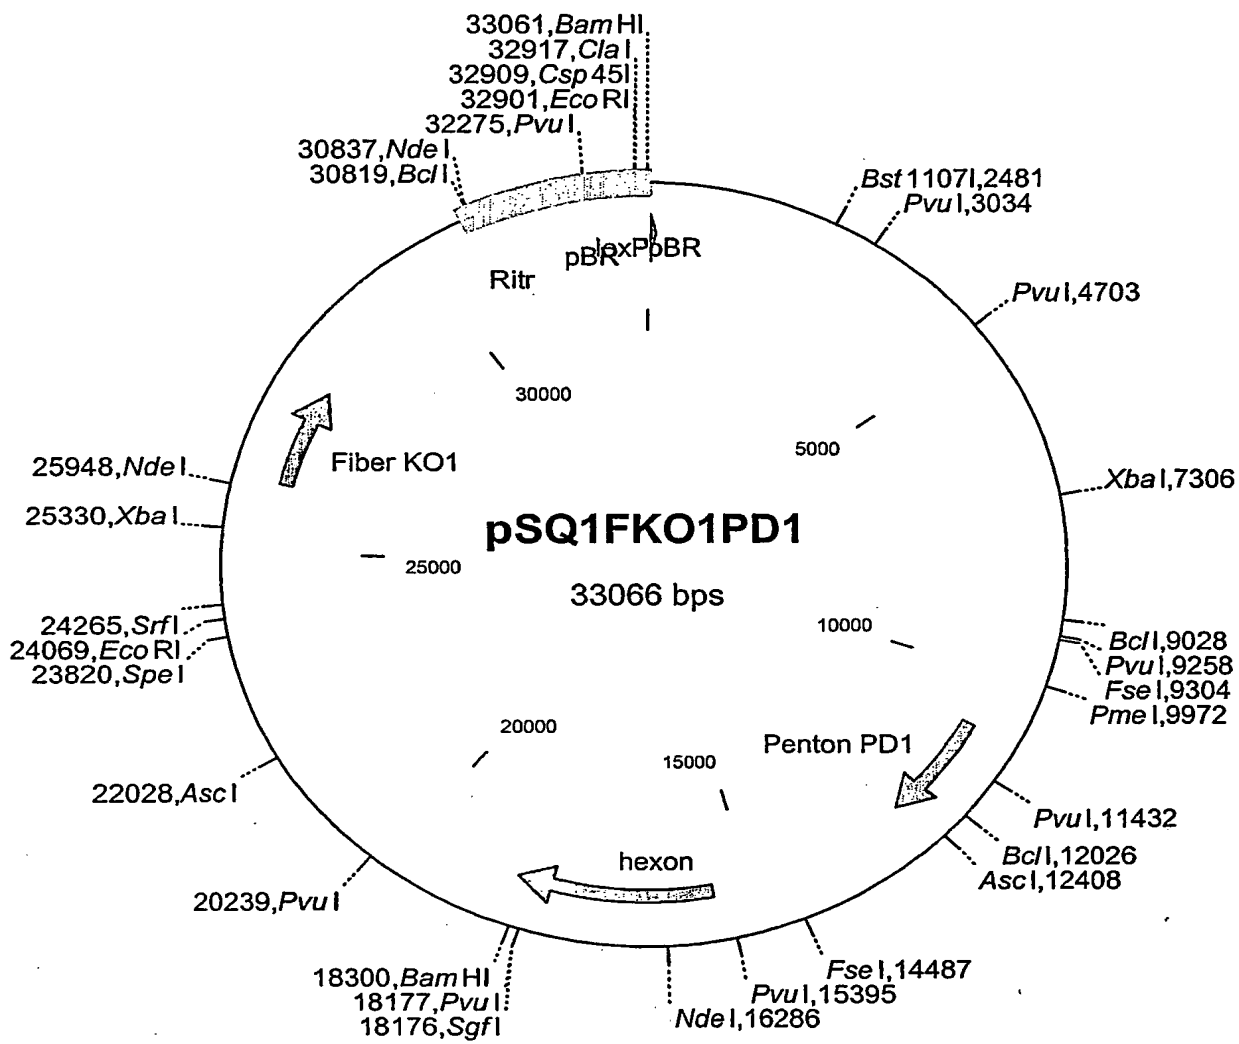 33061,BamHI
32917,ClaI
32909,Csp45I
32901,EcoRI
32275,PvuI
30837,NdeI
30819,BclI
Bst1107I,2481
PvuI,3034
pBR
loxP
pBR
Ritr
PvuI,4703
30000
5000
25948,NdeI
Fiber KO1
XbaI,7306
25330,XbaI
pSQ1FKO1PD1
25000
33066 bps
24265,SrfI
24069,EcoRI
23820,SpeI
10000
BclI,9028
PvuI,9258
FseI,9304
PmeI,9972
20000
Penton PD1
15000
22028,AscI
PvuI,11432
BclI,12026
AscI,12408
hexon
20239,PvuI
18300,BamHI
18177,PvuI
18176,SgfI
FseI,14487
PvuI,15395
NdeI,16286